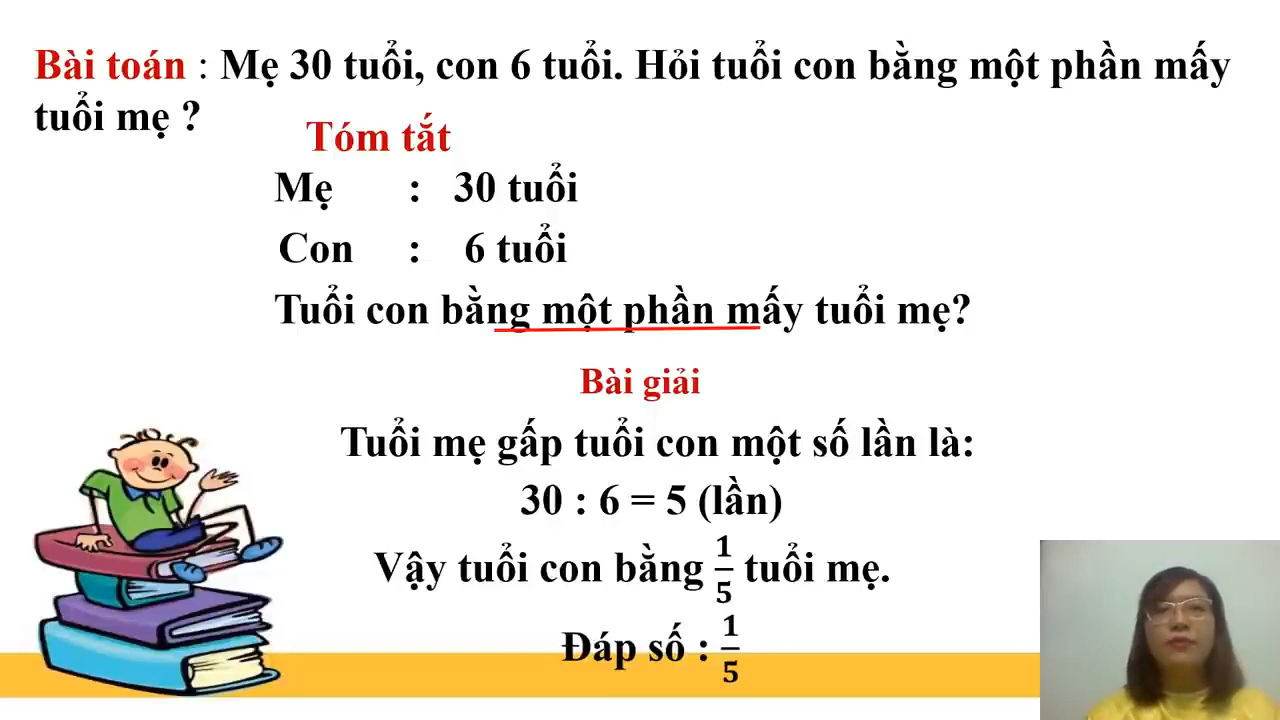 Bài toán : Mẹ 30 tuổi, con 6 tuổi. Hỏi tuổi con bằng một phần mấy
tuổi mẹ ?
Tóm tắt
Mẹ : 30 tuổi
Con : 6 tuổi
Tuổi con bằng một phần mấy tuổi mẹ?
Bài giải
Tuổi mẹ gấp tuổi con một số lần là:
30 : 6 = 5 (lần)
Vậy tuổi con bằng 1/5 tuổi mẹ.
Đáp số : 1/5